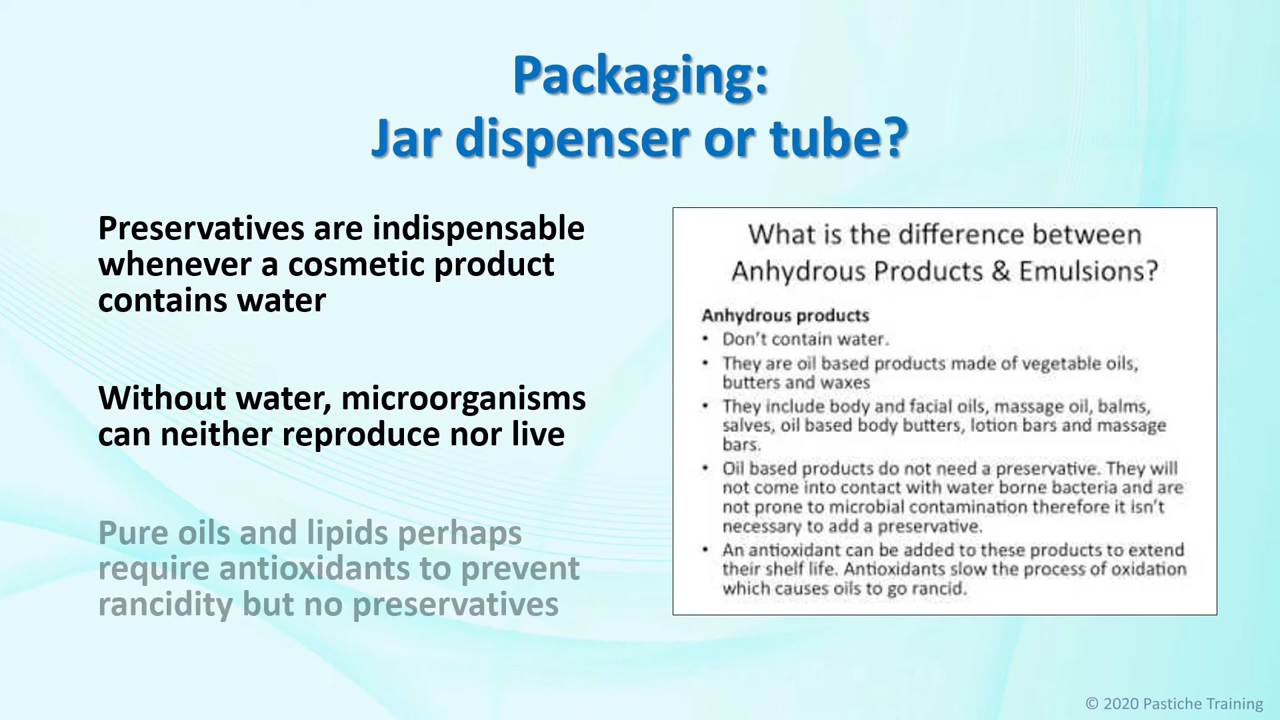 Packaging:
Jar dispenser or tube?
Preservatives are indispensable
whenever a cosmetic product
contains water
Without water, microorganisms
can neither reproduce nor live
Pure oils and lipids perhaps
require antioxidants to prevent
rancidity but no preservatives
What is the difference between
Anhydrous Products & Emulsions?
Anhydrous products
• Don't contain water.
• They are oil based products made of vegetable oils,
butters and waxes
• They include body and facial oils, massage oil, balms,
salves, oil based body butters, lotion bars and massage
bars.
• Oil based products do not need a preservative. They will
not come into contact with water borne bacteria and are
not prone to microbial contamination therefore it isn't
necessary to add a preservative.
• An antioxidant can be added to these products to extend
their shelf life. Antioxidants slow the process of oxidation
which causes oils to go rancid.
© 2020 Pastiche Training